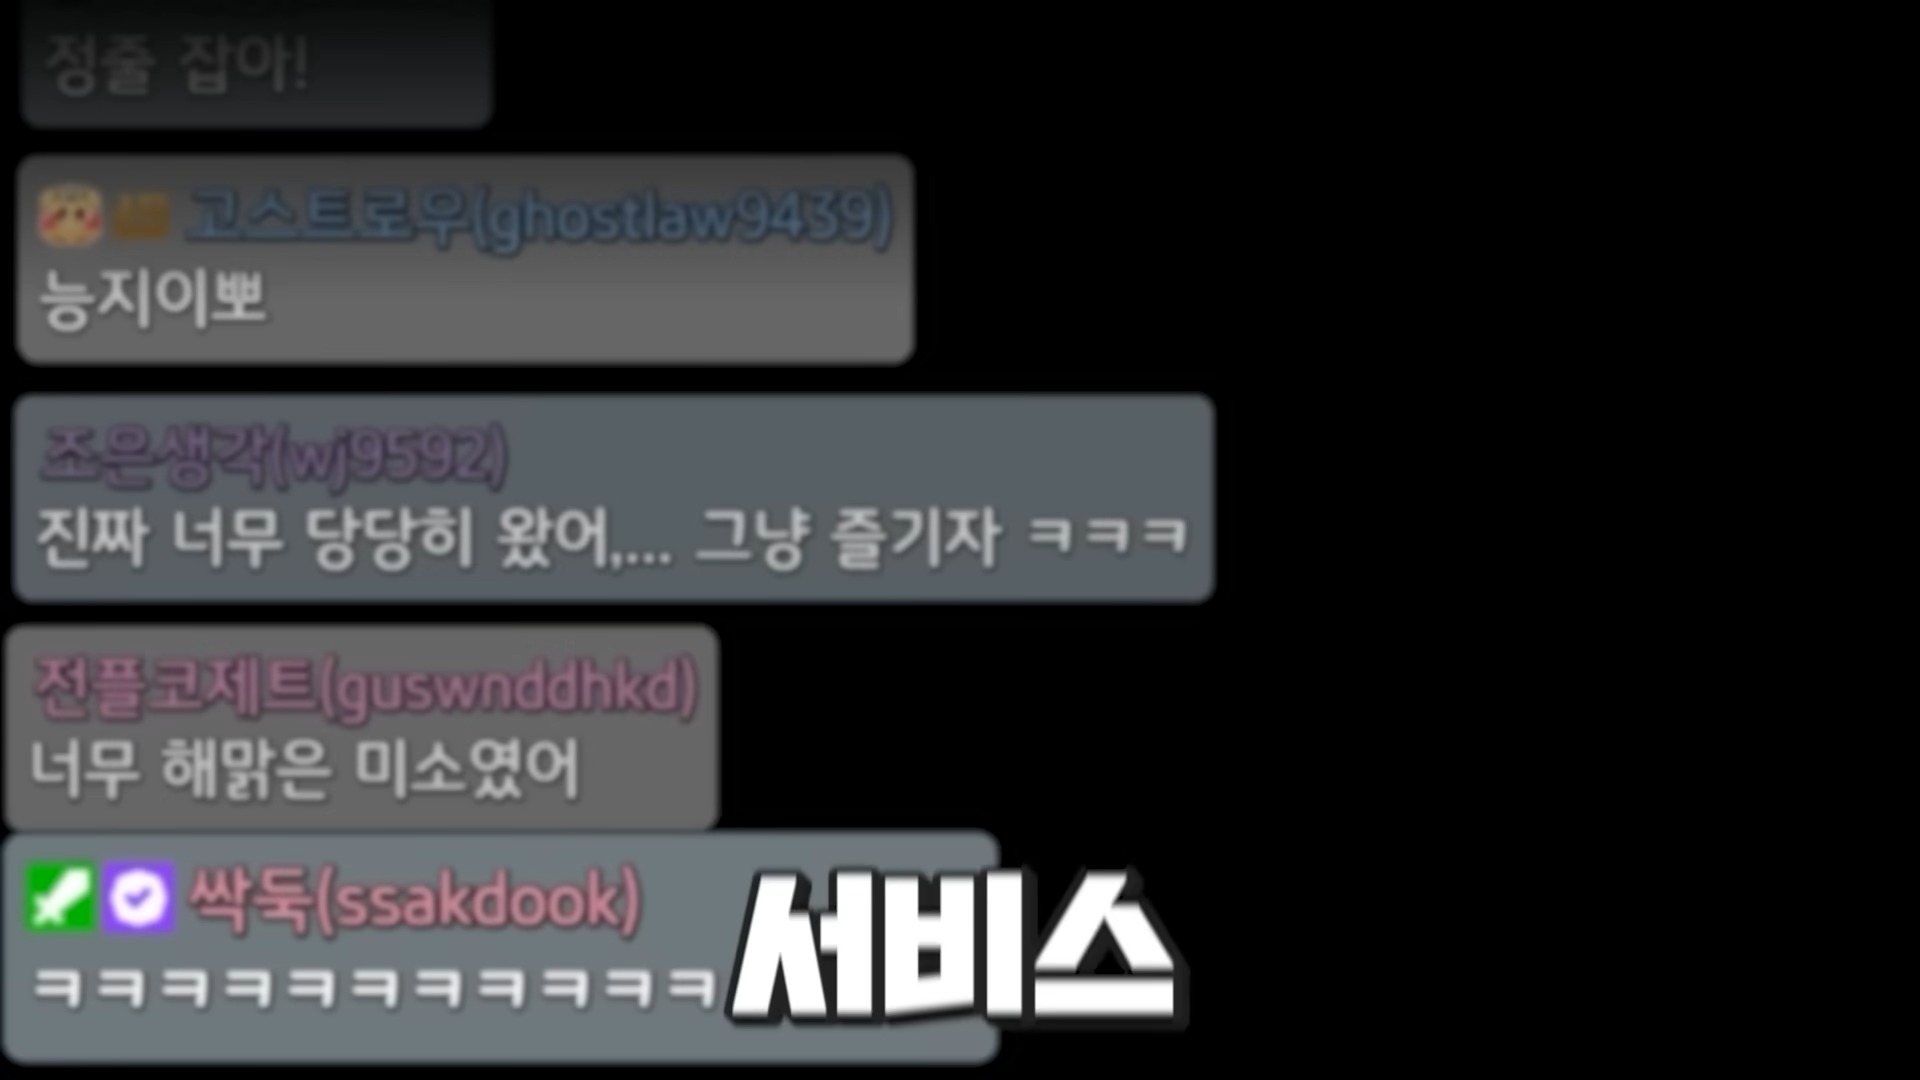 정줄 잡아!
고스트로우(ghostlaw9439)
능지이뽀
조은생각(wj9592)
진짜 너무 당당히 왔어,... 그냥 즐기자 ㅋㅋㅋ
전플코제트(guswnddhkd)
너무 해맑은 미소였어
싹둑(ssakdook)
ㅋㅋㅋㅋㅋㅋㅋㅋㅋㅋㅋ
서비스